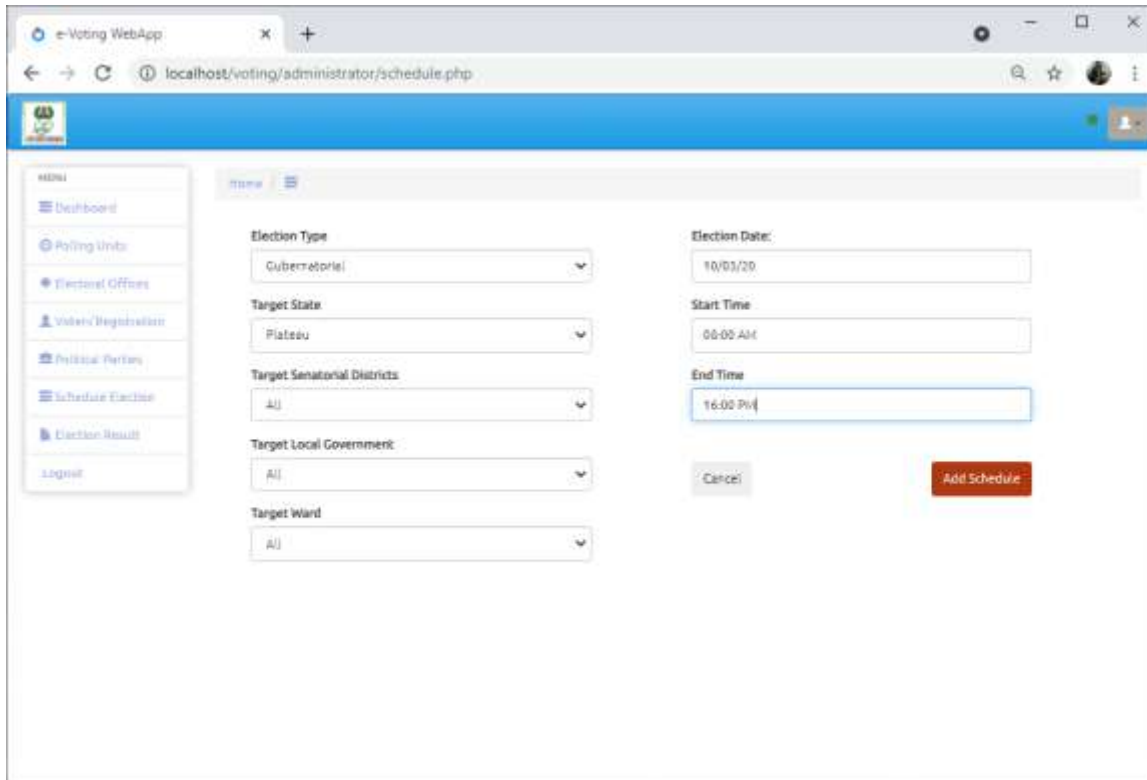 e-Voting WebApp
localhost/voting/administrator/schedule.php
MENU
Home /
Dashboard
Polling Units
Electoral Offices
Voters/Registration
Political Parties
Schedule Election
Election Result
Logout
Election Type
Gubernatorial
Target State
Plateau
Target Senatorial Districts
All
Target Local Government
All
Target Ward
All
Election Date:
10/03/20
Start Time
08:00 AM
End Time
16:00 PM
Cancel
Add Schedule